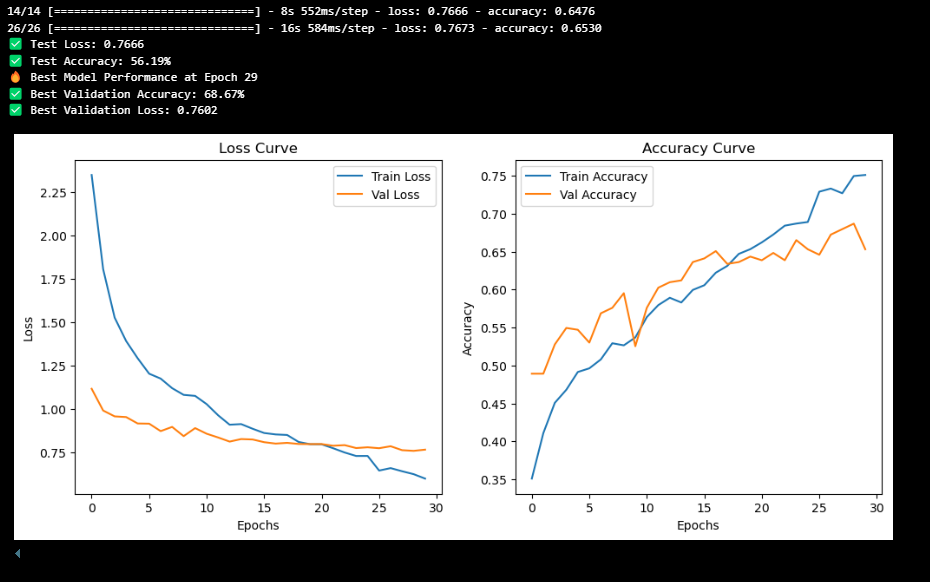 14/14 [==============================] - 8s 552ms/step - loss: 0.7666 - accuracy: 0.6476
26/26 [==============================] - 16s 584ms/step - loss: 0.7673 - accuracy: 0.6530
✅ Test Loss: 0.7666
✅ Test Accuracy: 56.19%
🔥 Best Model Performance at Epoch 29
✅ Best Validation Accuracy: 68.67%
✅ Best Validation Loss: 0.7602
Loss Curve
Train Loss
Val Loss
2.25
2.00
1.75
1.50
1.25
1.00
0.75
Loss
0 5 10 15 20 25 30
Epochs
Accuracy Curve
Train Accuracy
Val Accuracy
0.75
0.70
0.65
0.60
0.55
0.50
0.45
0.40
0.35
Accuracy
0 5 10 15 20 25 30
Epochs